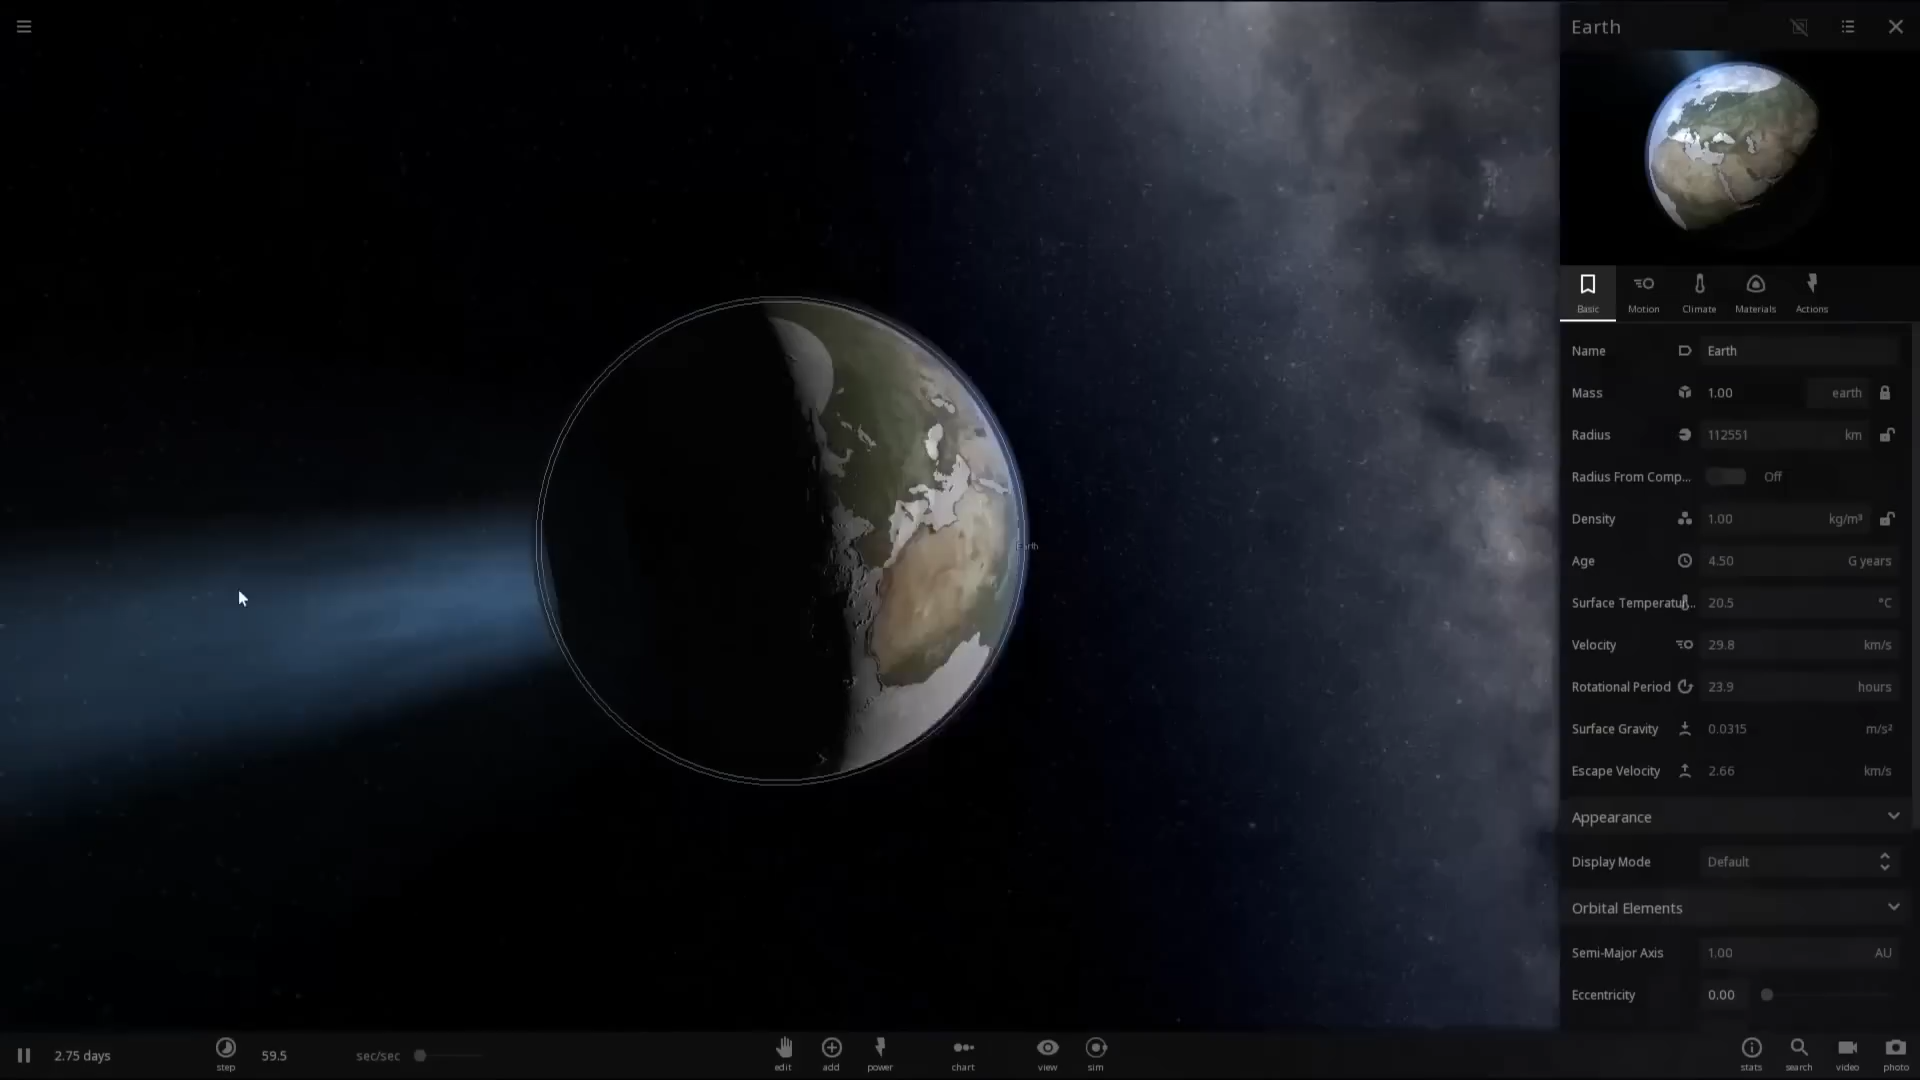 Earth
Basic
Motion
Climate
Materials
Actions
Name Earth
Mass 1.00 earth
Radius 112551 km
Radius From Comp... Off
Density 1.00 kg/m³
Age 4.50 G years
Surface Temperatur... 20.5 °C
Velocity 29.8 km/s
Rotational Period 23.9 hours
Surface Gravity 0.0315 m/s²
Escape Velocity 2.66 km/s
Appearance
Display Mode Default
Orbital Elements
Semi-Major Axis 1.00 AU
Eccentricity 0.00
Earth
2.75 days
step
59.5 sec/sec
edit
add
power
chart
view
sim
stats
search
video
photo